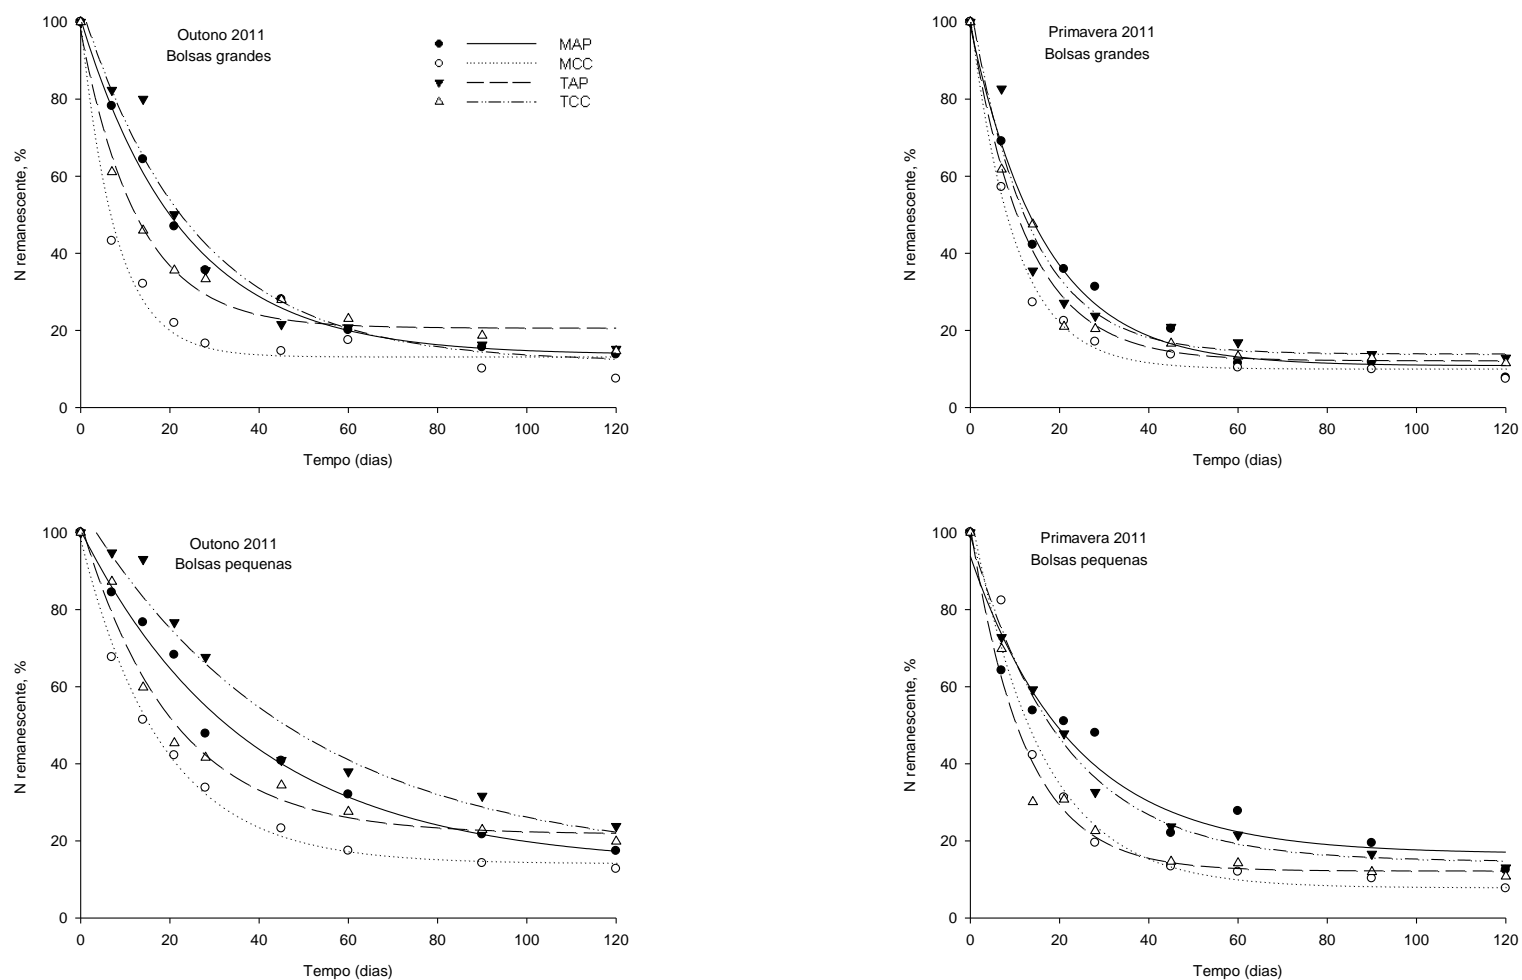 Outono 2011
Bolsas grandes
MAP
MCC
TAP
TCC
N remanescente, %
100
80
60
40
20
0
0 20 40 60 80 100 120
Tempo (dias)
Primavera 2011
Bolsas grandes
N remanescente, %
100
80
60
40
20
0
0 20 40 60 80 100 120
Tempo (dias)
Outono 2011
Bolsas pequenas
N remanescente, %
100
80
60
40
20
0
0 20 40 60 80 100 120
Tempo (dias)
Primavera 2011
Bolsas pequenas
N remanescente, %
100
80
60
40
20
0
0 20 40 60 80 100 120
Tempo (dias)